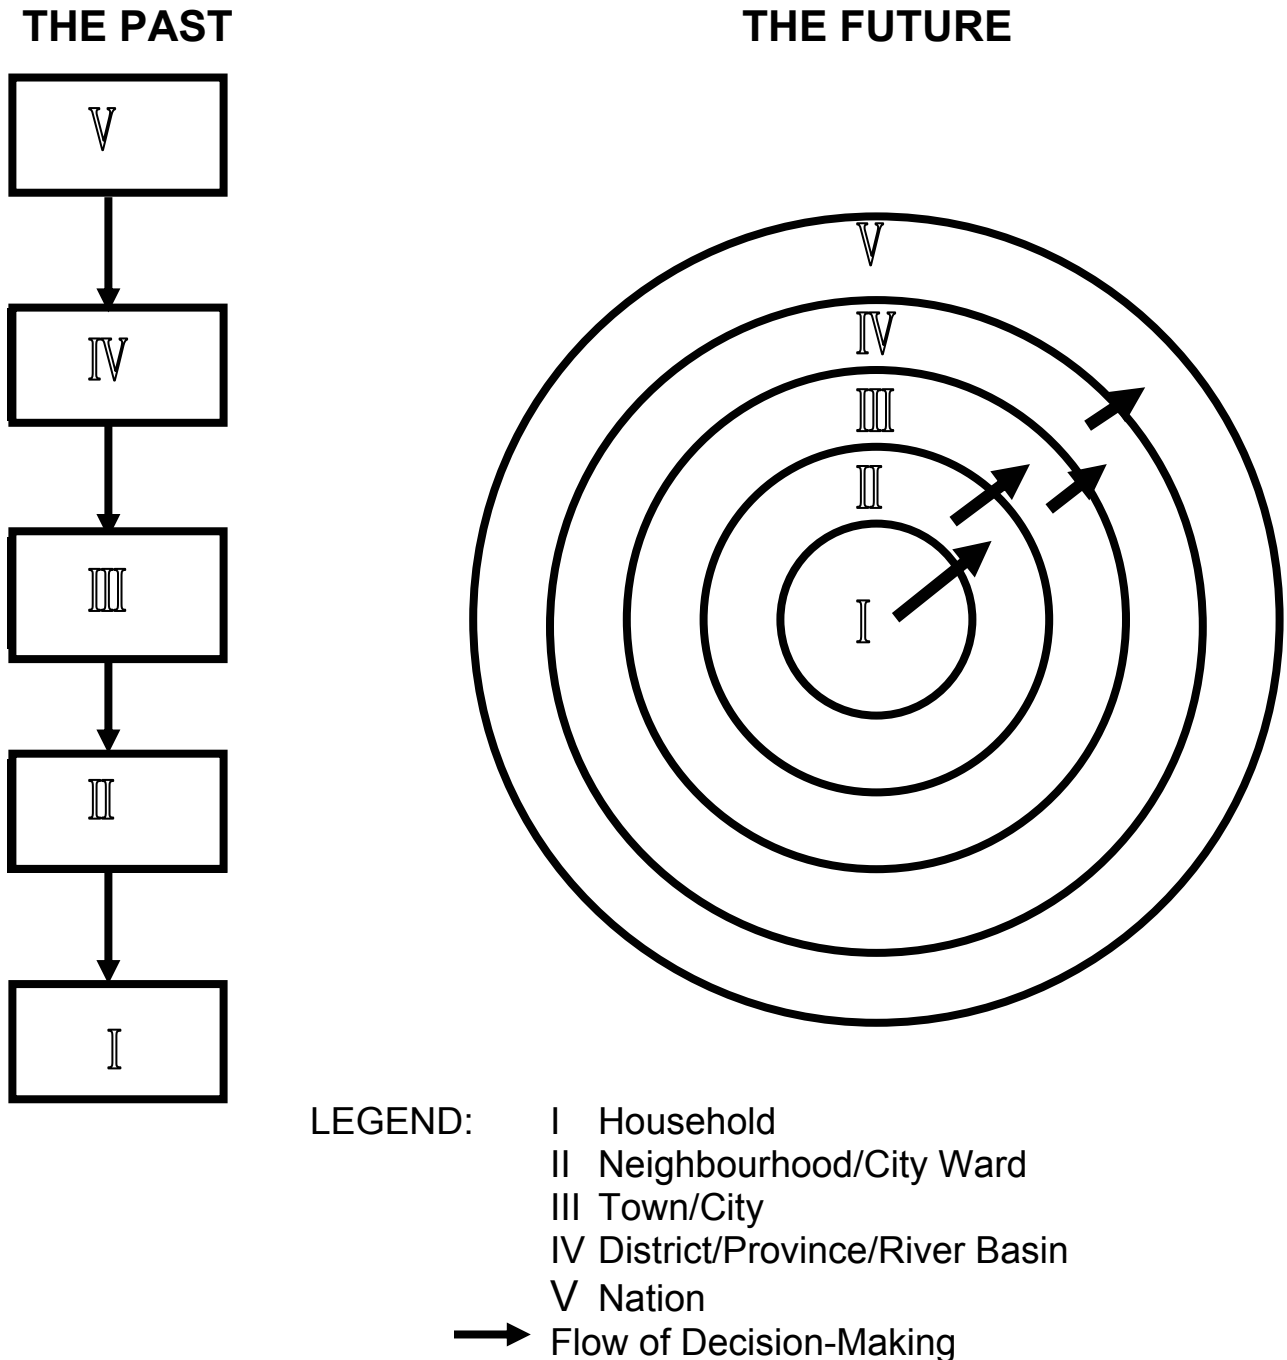 THE PAST
THE FUTURE
V
IV
III
II
I
V
IV
III
II
I
LEGEND:
I Household
II Neighbourhood/City Ward
III Town/City
IV District/Province/River Basin
V Nation
Flow of Decision-Making